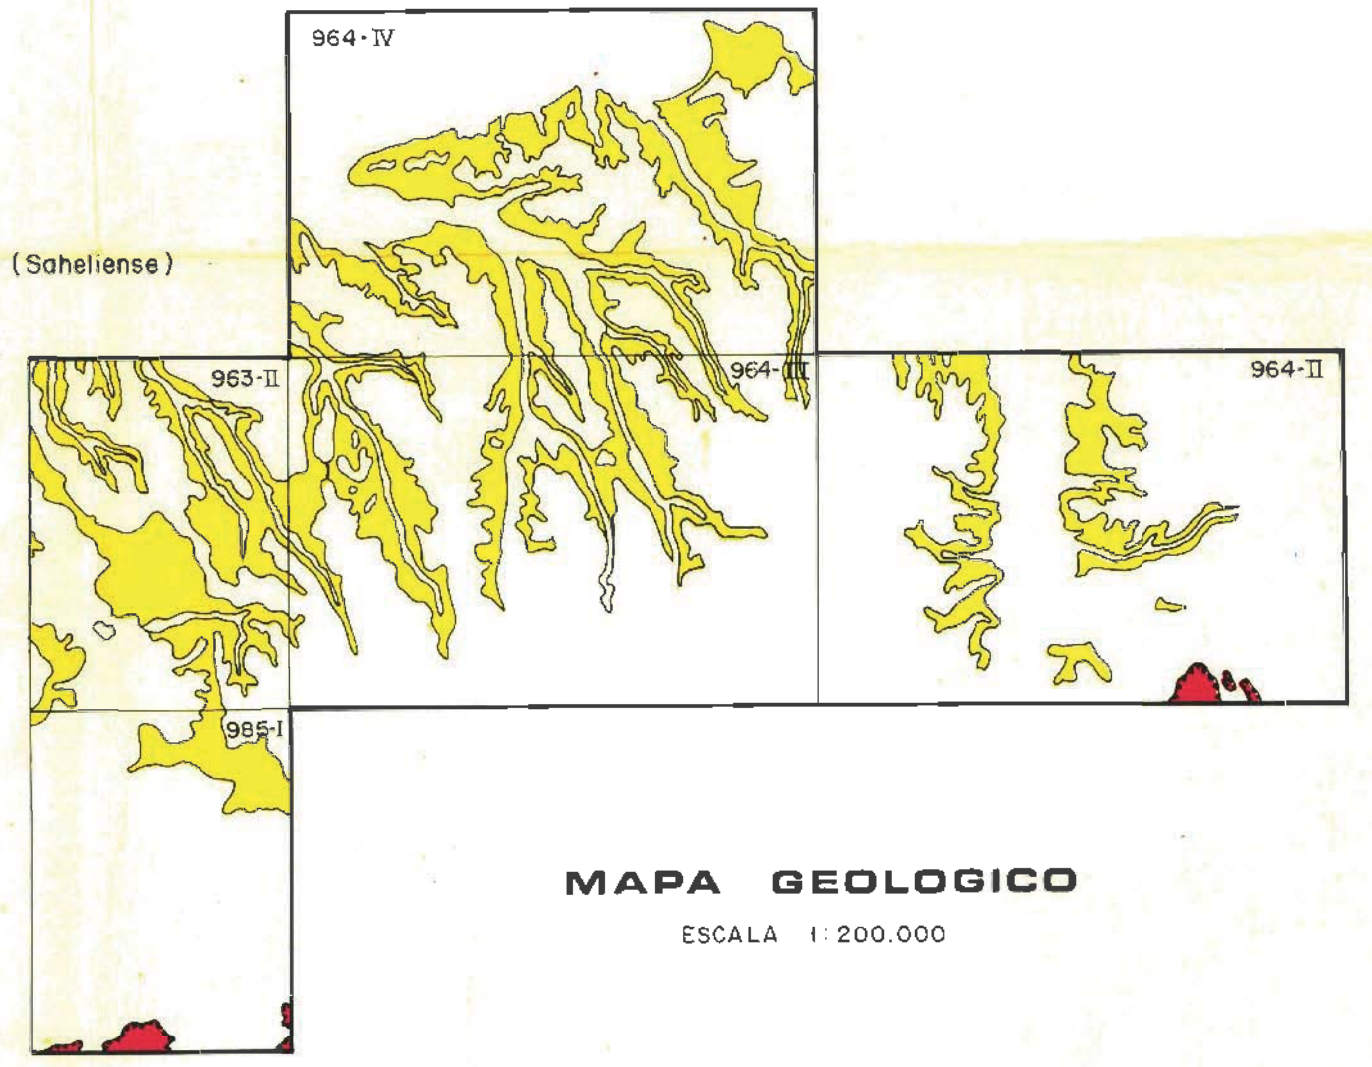 964-IV
(Saheliense)
963-II
964-III
964-II
985-I
MAPA GEOLOGICO
ESCALA 1:200.000